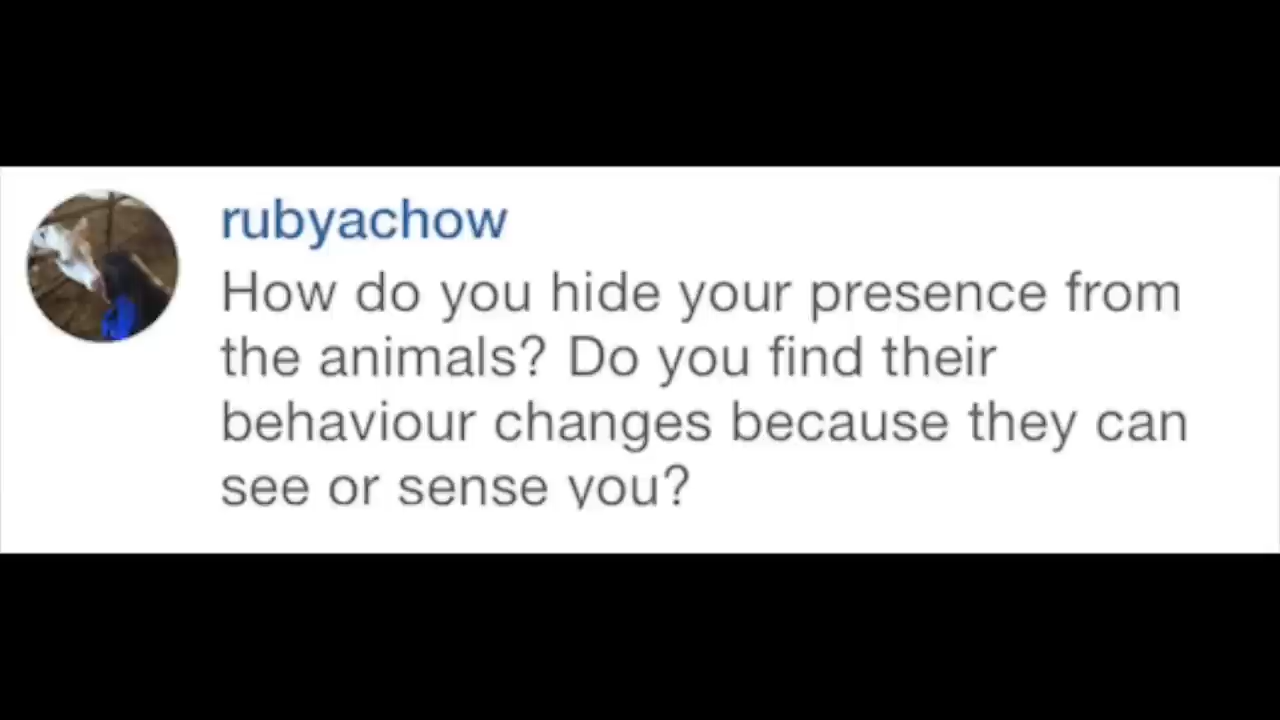 rubyachow
How do you hide your presence from
the animals? Do you find their
behaviour changes because they can
see or sense you?